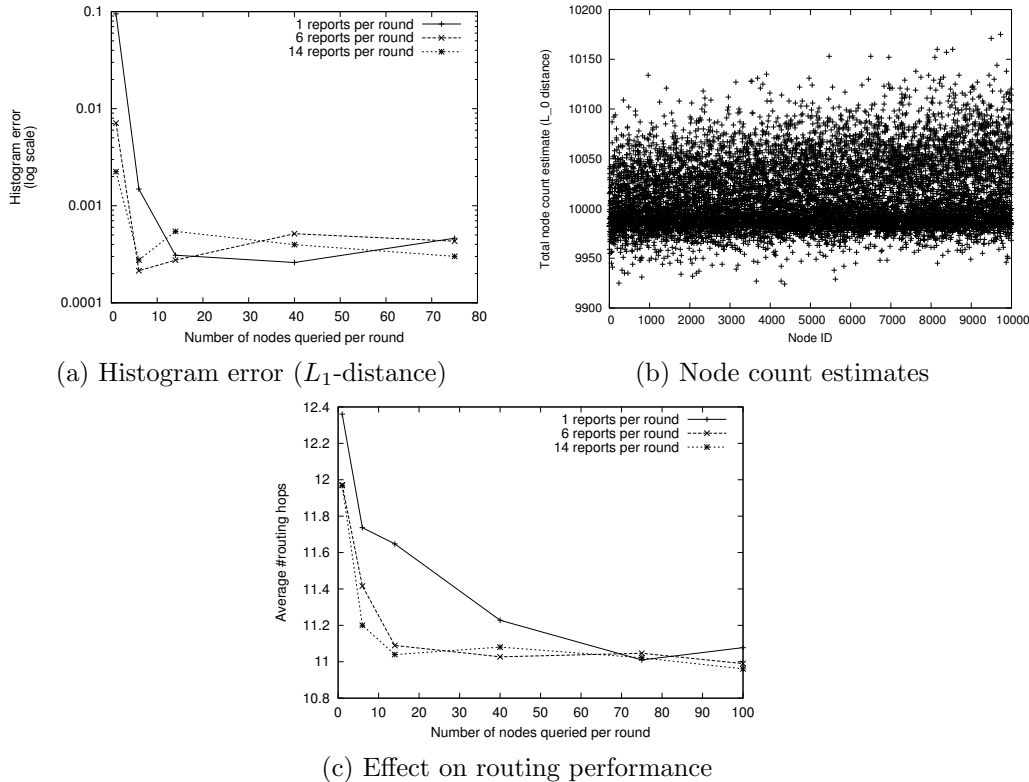 0.1
0.01
0.001
0.0001
Histogram error
(log scale)
1 reports per round
6 reports per round
14 reports per round
0 10 20 30 40 50 60 70 80
Number of nodes queried per round
(a) Histogram error (L₁-distance)
10200
10150
10100
10050
10000
9950
9900
Total node count estimate (L_0 distance)
0 1000 2000 3000 4000 5000 6000 7000 8000 9000 10000
Node ID
(b) Node count estimates
12.4
12.2
12
11.8
11.6
11.4
11.2
11
10.8
Average #routing hops
1 reports per round
6 reports per round
14 reports per round
0 10 20 30 40 50 60 70 80 90 100
Number of nodes queried per round
(c) Effect on routing performance